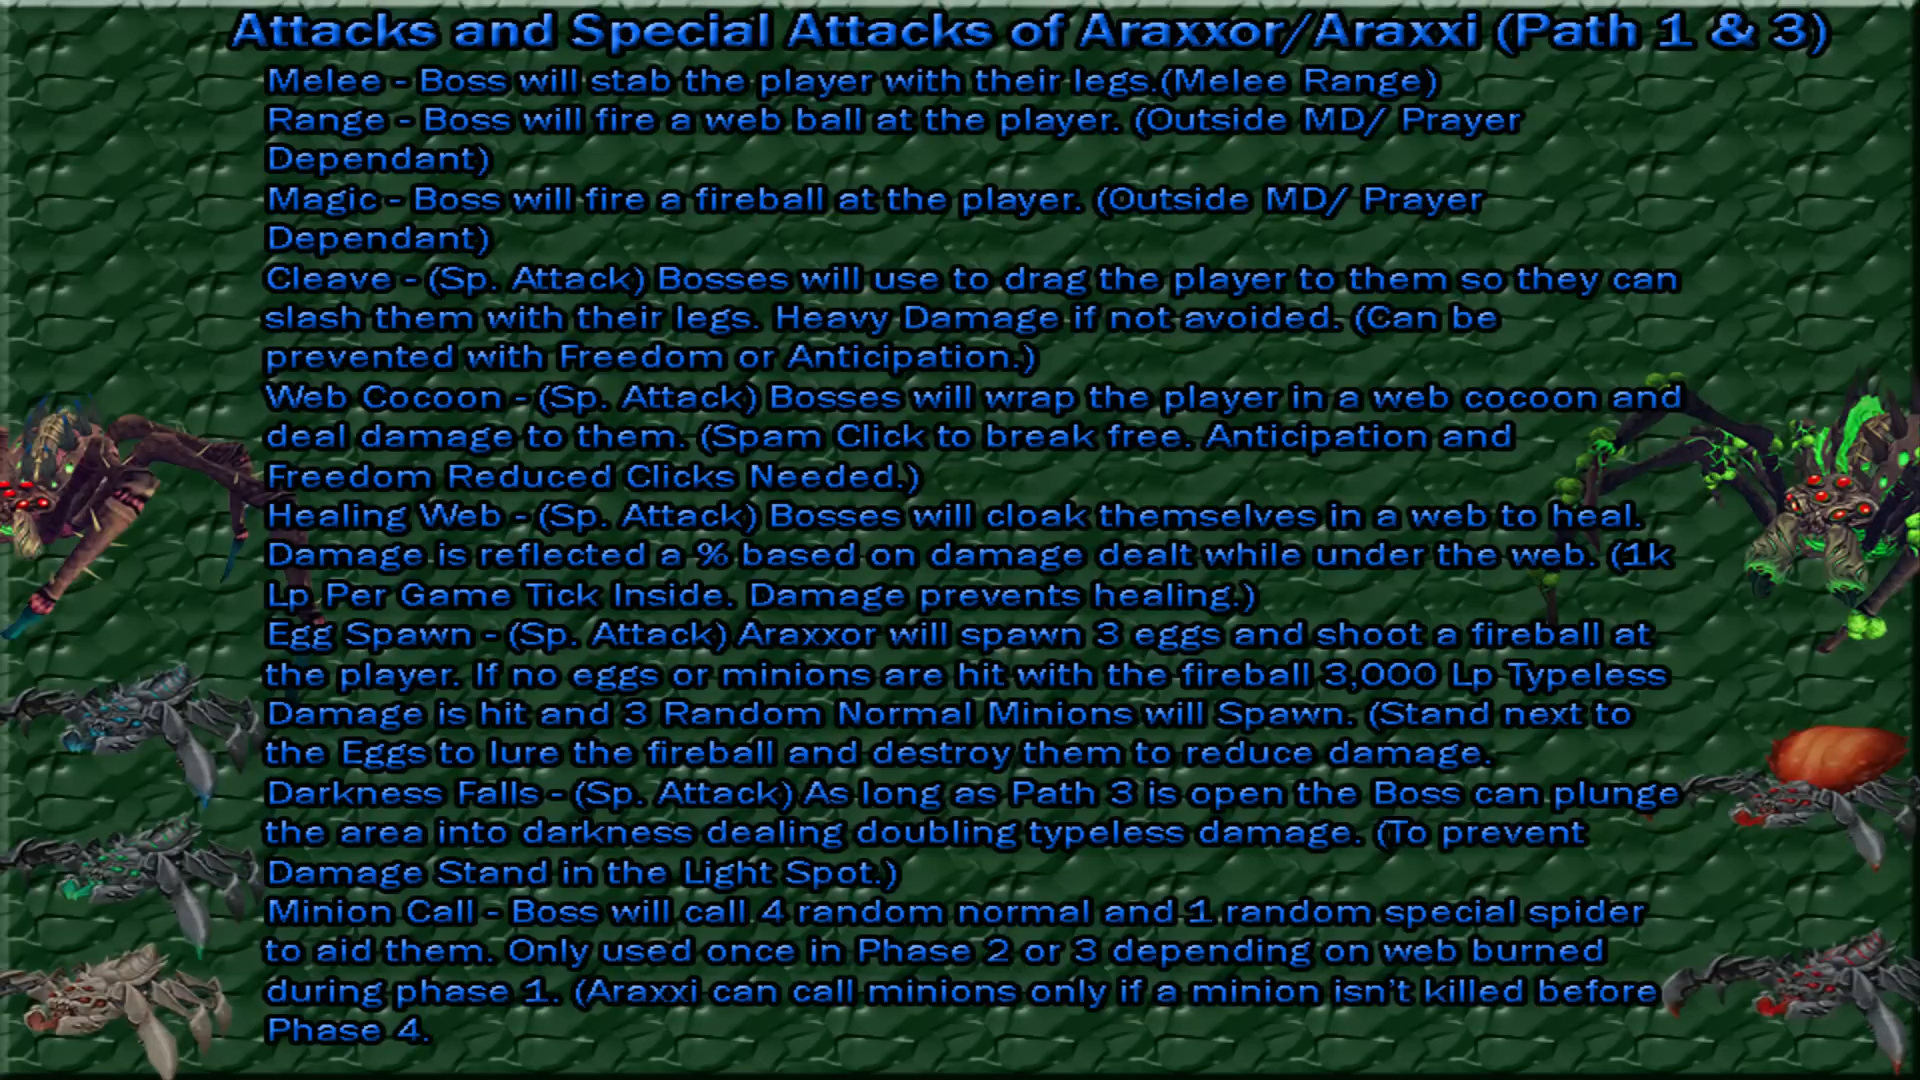 Attacks and Special Attacks of Araxxor/Araxxi (Path 1 & 3)
Melee - Boss will stab the player with their legs.(Melee Range)
Range - Boss will fire a web ball at the player. (Outside MD/ Prayer
Dependant)
Magic - Boss will fire a fireball at the player. (Outside MD/ Prayer
Dependant)
Cleave - (Sp. Attack) Bosses will use to drag the player to them so they can
slash them with their legs. Heavy Damage if not avoided. (Can be
prevented with Freedom or Anticipation.)
Web Cocoon - (Sp. Attack) Bosses will wrap the player in a web cocoon and
deal damage to them. (Spam Click to break free. Anticipation and
Freedom Reduced Clicks Needed.)
Healing Web - (Sp. Attack) Bosses will cloak themselves in a web to heal.
Damage is reflected a % based on damage dealt while under the web. (1k
Lp Per Game Tick Inside. Damage prevents healing.)
Egg Spawn - (Sp. Attack) Araxxor will spawn 3 eggs and shoot a fireball at
the player. If no eggs or minions are hit with the fireball 3,000 Lp Typeless
Damage is hit and 3 Random Normal Minions will Spawn. (Stand next to
the Eggs to lure the fireball and destroy them to reduce damage.
Darkness Falls - (Sp. Attack) As long as Path 3 is open the Boss can plunge
the area into darkness dealing doubling typeless damage. (To prevent
Damage Stand in the Light Spot.)
Minion Call - Boss will call 4 random normal and 1 random special spider
to aid them. Only used once in Phase 2 or 3 depending on web burned
during phase 1. (Araxxi can call minions only if a minion isn't killed before
Phase 4.